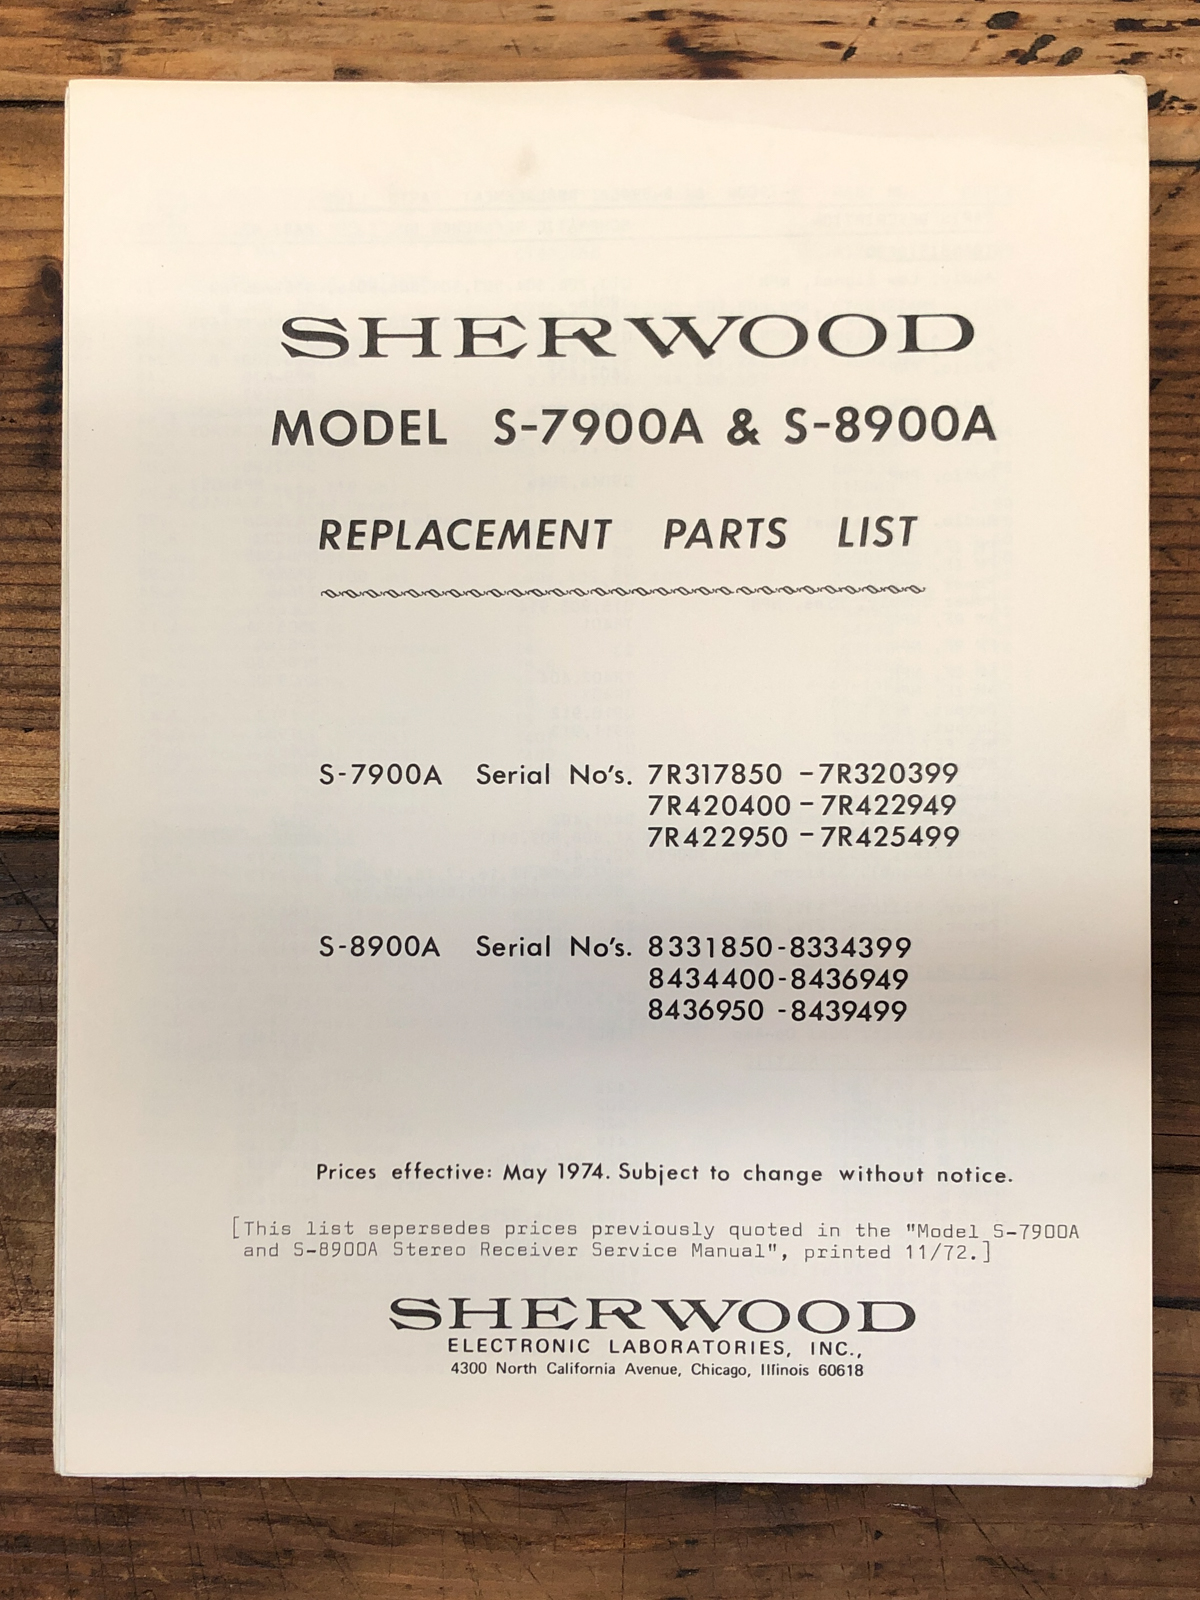 SHERWOOD
MODEL S-7900A & S-8900A
REPLACEMENT PARTS LIST
S-7900A Serial No's. 7R317850 - 7R320399
7R420400 - 7R422949
7R422950 - 7R425499
S-8900A Serial No's. 8331850-8334399
8434400-8436949
8436950 -8439499
Prices effective: May 1974. Subject to change without notice.
[This list sepersedes prices previously quoted in the "Model S-7900A
and S-8900A Stereo Receiver Service Manual", printed 11/72.]
SHERWOOD
ELECTRONIC LABORATORIES, INC.,
4300 North California Avenue, Chicago, Illinois 60618